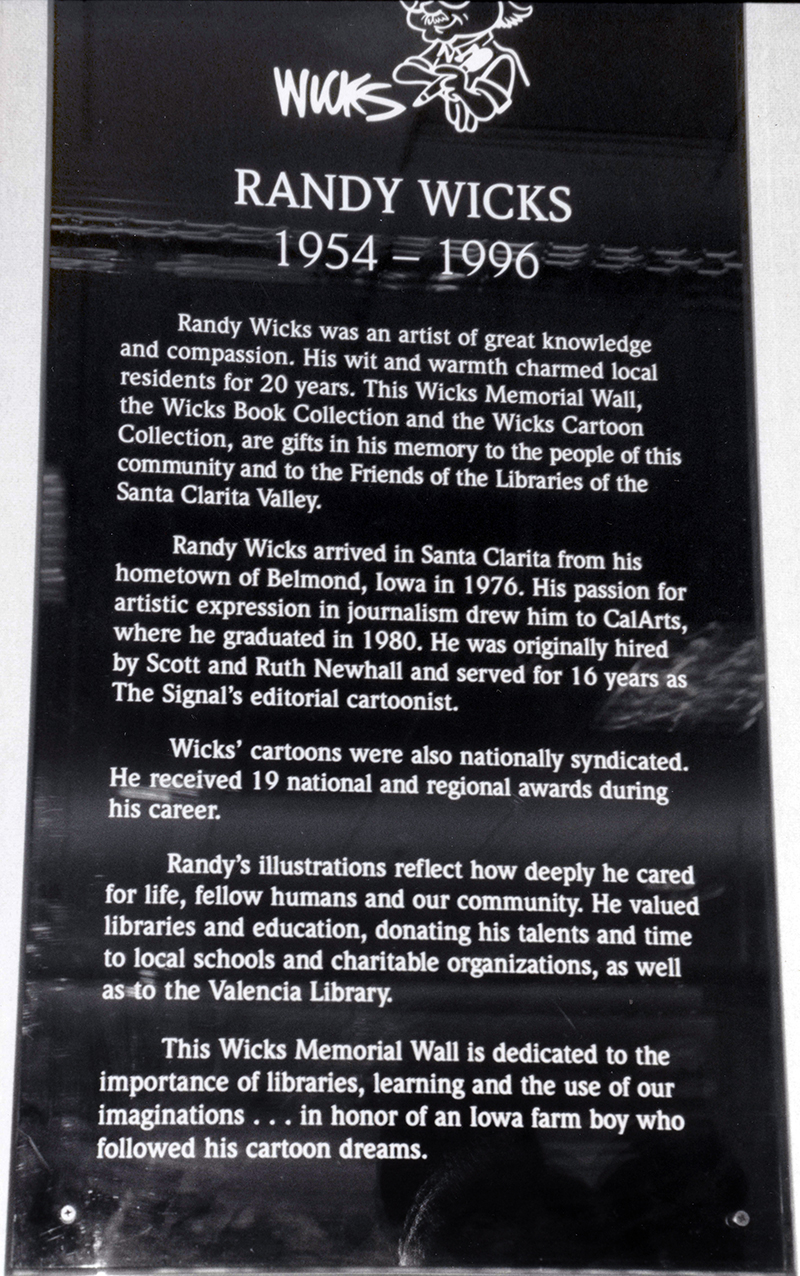 WICKS
RANDY WICKS
1954 – 1996
Randy Wicks was an artist of great knowledge
and compassion. His wit and warmth charmed local
residents for 20 years. This Wicks Memorial Wall,
the Wicks Book Collection and the Wicks Cartoon
Collection, are gifts in his memory to the people of this
community and to the Friends of the Libraries of the
Santa Clarita Valley.
Randy Wicks arrived in Santa Clarita from his
hometown of Belmond, Iowa in 1976. His passion for
artistic expression in journalism drew him to CalArts,
where he graduated in 1980. He was originally hired
by Scott and Ruth Newhall and served for 16 years as
The Signal's editorial cartoonist.
Wicks' cartoons were also nationally syndicated.
He received 19 national and regional awards during
his career.
Randy's illustrations reflect how deeply he cared
for life, fellow humans and our community. He valued
libraries and education, donating his talents and time
to local schools and charitable organizations, as well
as to the Valencia Library.
This Wicks Memorial Wall is dedicated to the
importance of libraries, learning and the use of our
imaginations . . . in honor of an Iowa farm boy who
followed his cartoon dreams.